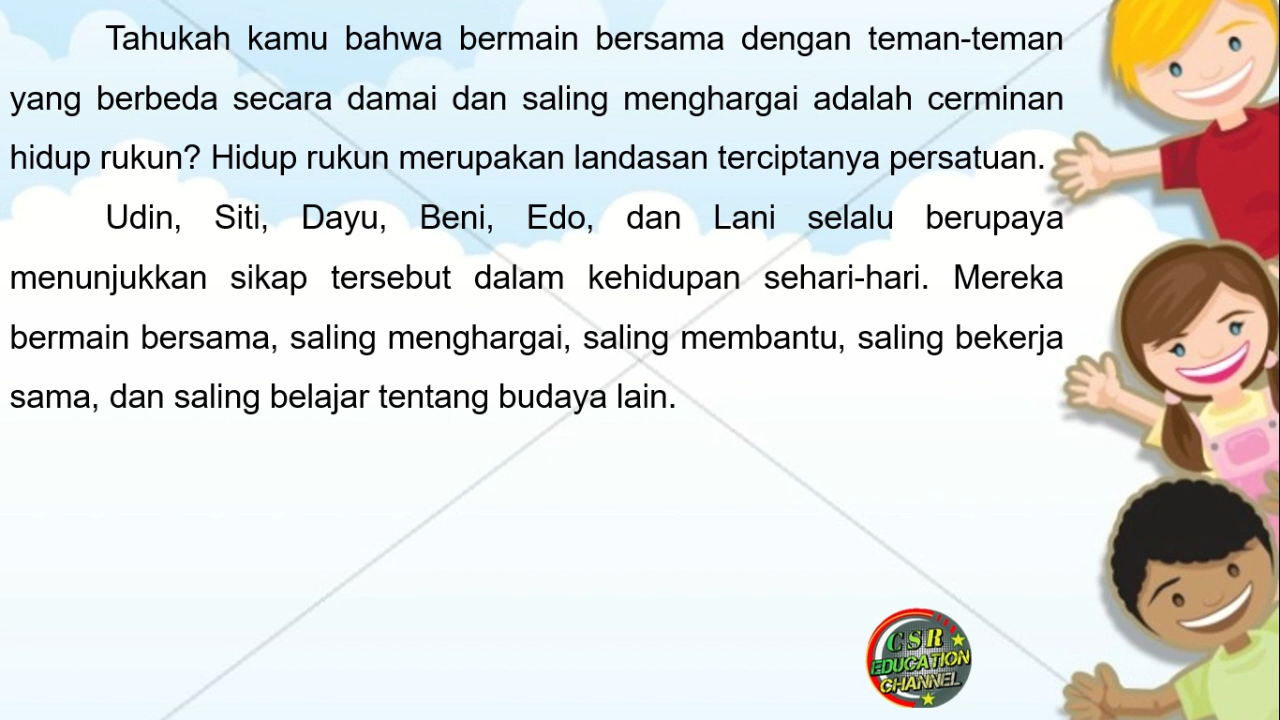 Tahukah kamu bahwa bermain bersama dengan teman-teman
yang berbeda secara damai dan saling menghargai adalah cerminan
hidup rukun? Hidup rukun merupakan landasan terciptanya persatuan.
Udin, Siti, Dayu, Beni, Edo, dan Lani selalu berupaya
menunjukkan sikap tersebut dalam kehidupan sehari-hari. Mereka
bermain bersama, saling menghargai, saling membantu, saling bekerja
sama, dan saling belajar tentang budaya lain.
CSR
EDUCATION
CHANNEL